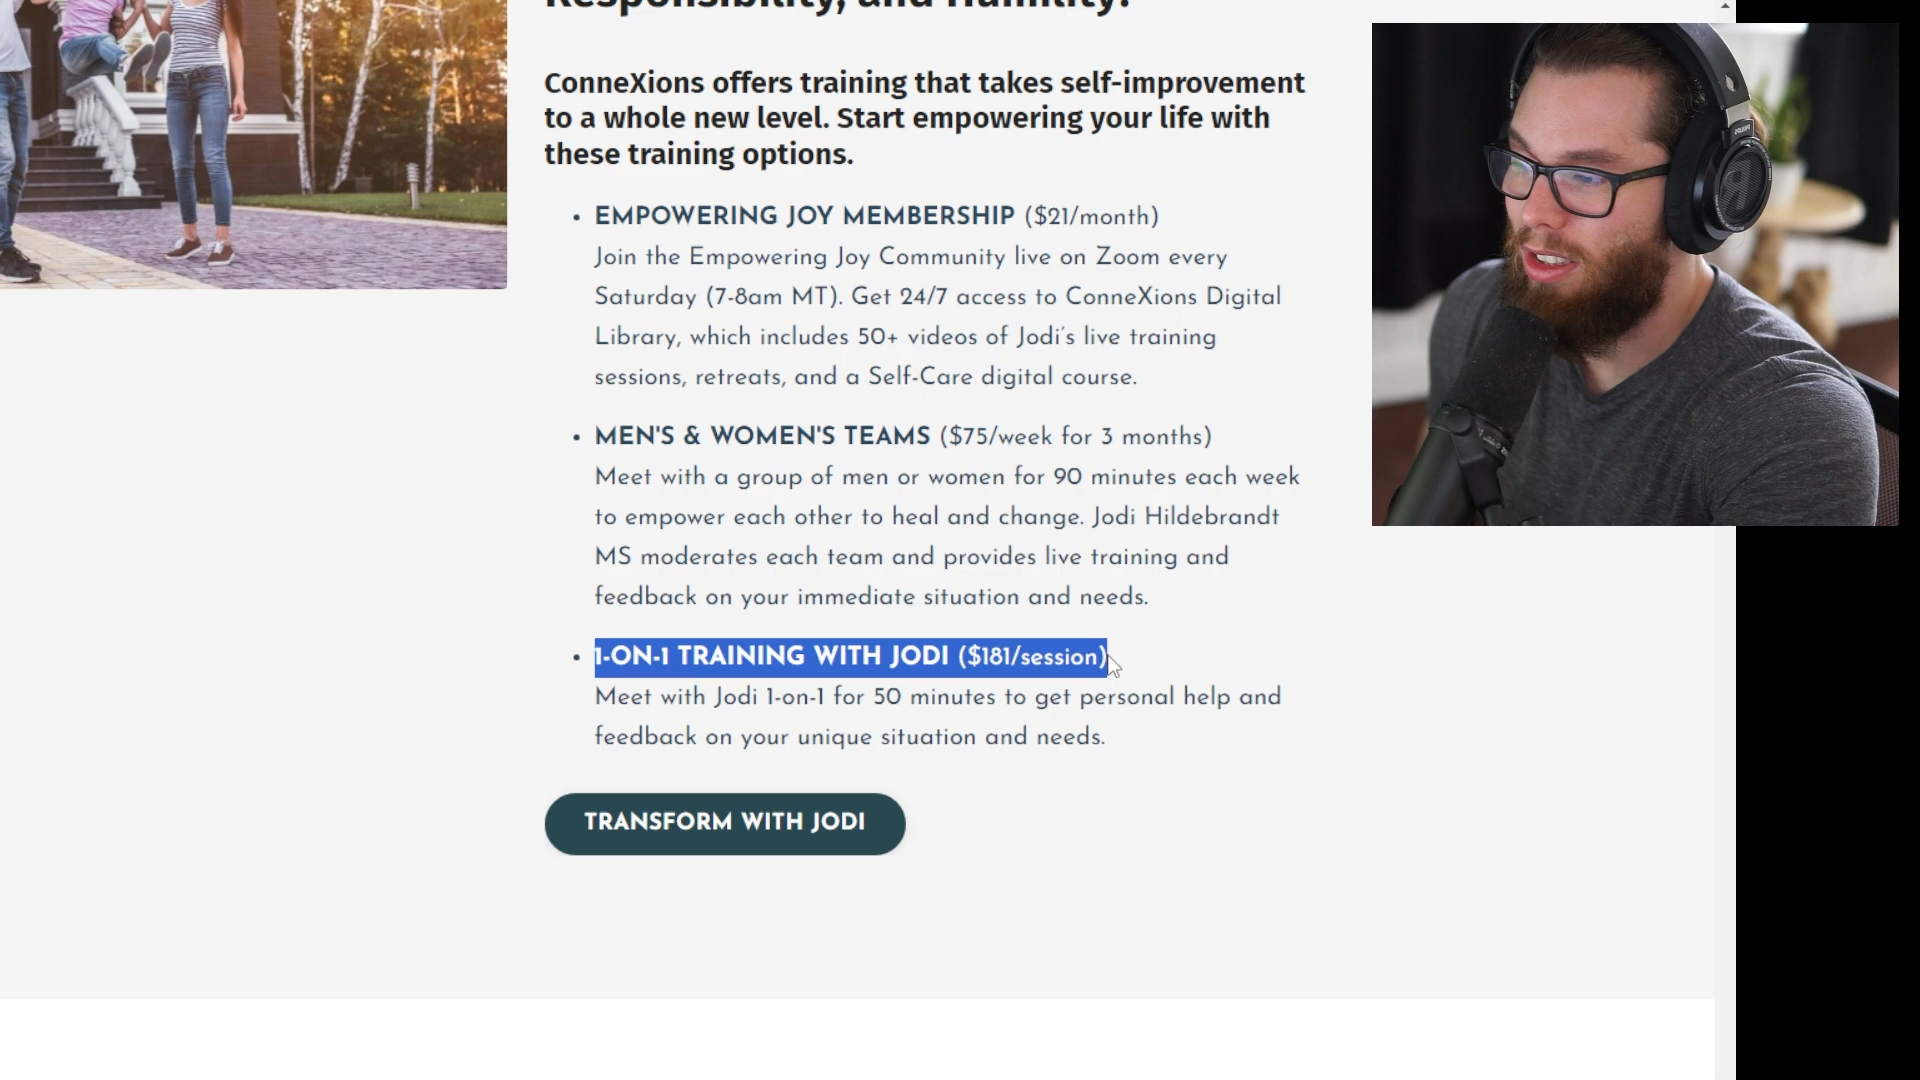 Responsibility, and Humility?
ConneXions offers training that takes self-improvement
to a whole new level. Start empowering your life with
these training options.
• EMPOWERING JOY MEMBERSHIP ($21/month)
Join the Empowering Joy Community live on Zoom every
Saturday (7-8am MT). Get 24/7 access to ConneXions Digital
Library, which includes 50+ videos of Jodi's live training
sessions, retreats, and a Self-Care digital course.
• MEN'S & WOMEN'S TEAMS ($75/week for 3 months)
Meet with a group of men or women for 90 minutes each week
to empower each other to heal and change. Jodi Hildebrandt
MS moderates each team and provides live training and
feedback on your immediate situation and needs.
• 1-ON-1 TRAINING WITH JODI ($181/session)
Meet with Jodi 1-on-1 for 50 minutes to get personal help and
feedback on your unique situation and needs.
TRANSFORM WITH JODI